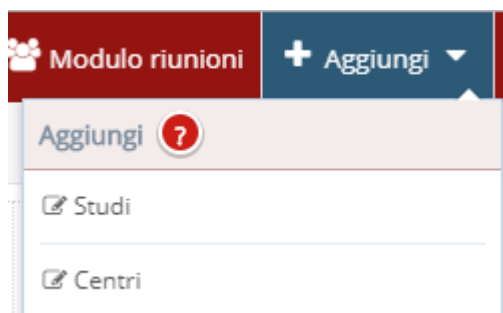 Modulo riunioni
Aggiungi
Aggiungi ?
Studi
Centri